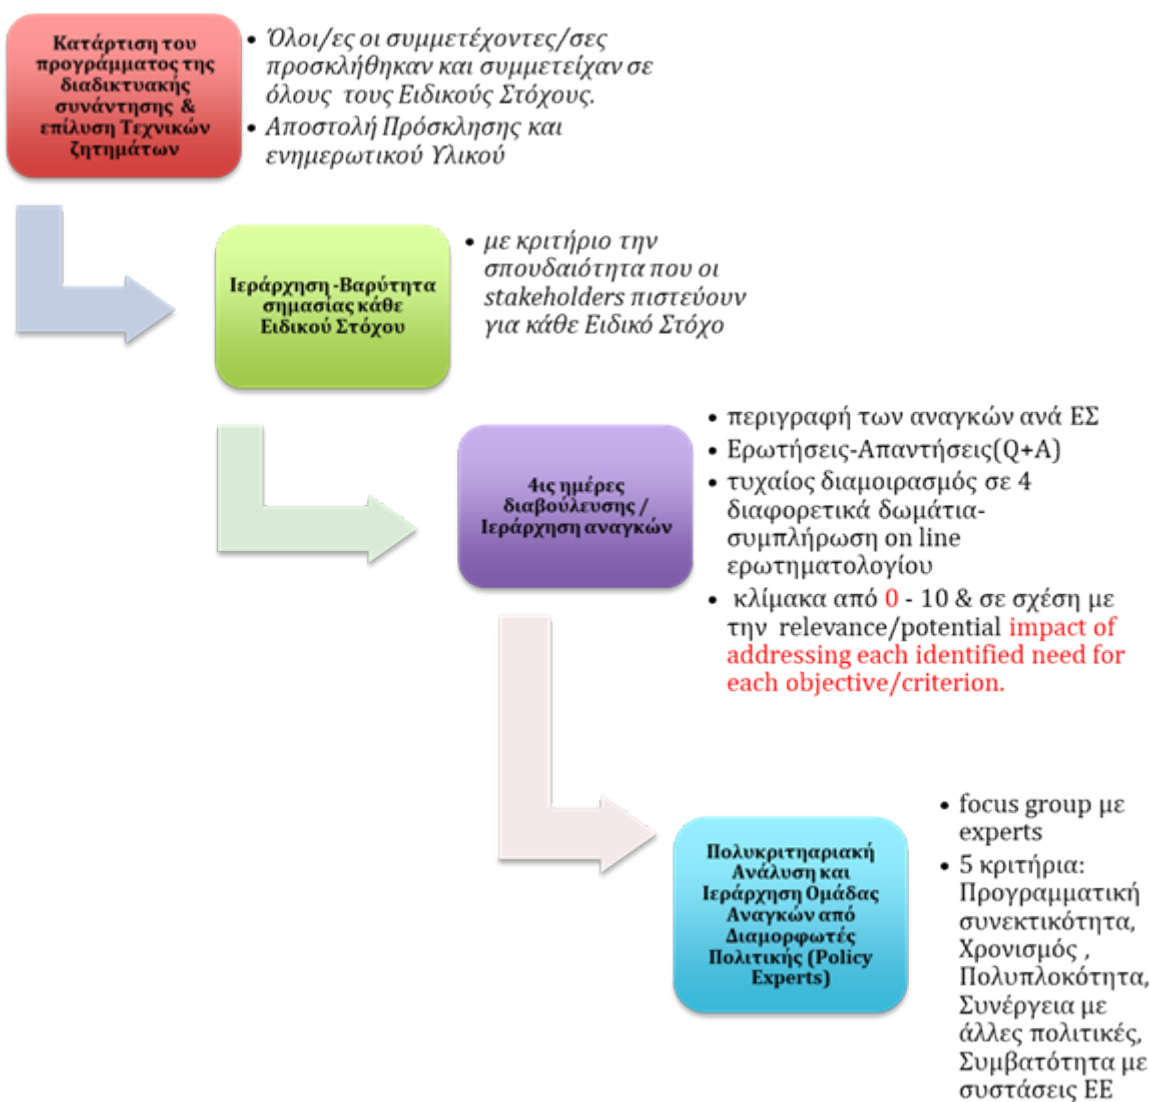 Κατάρτιση του
προγράμματος της
διαδικτυακής
συνάντησης &
επίλυση Τεχνικών
ζητημάτων
• Όλοι/ες οι συμμετέχοντες/σες
προσκλήθηκαν και συμμετείχαν σε
όλους τους Ειδικούς Στόχους.
• Αποστολή Πρόσκλησης και
ενημερωτικού Υλικού
Ιεράρχηση -Βαρύτητα
σημασίας κάθε
Ειδικού Στόχου
• με κριτήριο την
σπουδαιότητα που οι
stakeholders πιστεύουν
για κάθε Ειδικό Στόχο
4ις ημέρες
διαβούλευσης /
Ιεράρχηση αναγκών
• περιγραφή των αναγκών ανά ΕΣ
• Ερωτήσεις-Απαντήσεις(Q+A)
• τυχαίος διαμοιρασμός σε 4
διαφορετικά δωμάτια-
συμπλήρωση on line
ερωτηματολογίου
• κλίμακα από 0 - 10 & σε σχέση με
την relevance/potential impact of
addressing each identified need for
each objective/criterion.
Πολυκριτηαριακή
Ανάλυση και
Ιεράρχηση Ομάδας
Αναγκών από
Διαμορφωτές
Πολιτικής (Policy
Experts)
• focus group με
experts
• 5 κριτήρια:
Προγραμματική
συνεκτικότητα,
Χρονισμός ,
Πολυπλοκότητα,
Συνέργεια με
άλλες πολιτικές,
Συμβατότητα με
συστάσεις ΕΕ